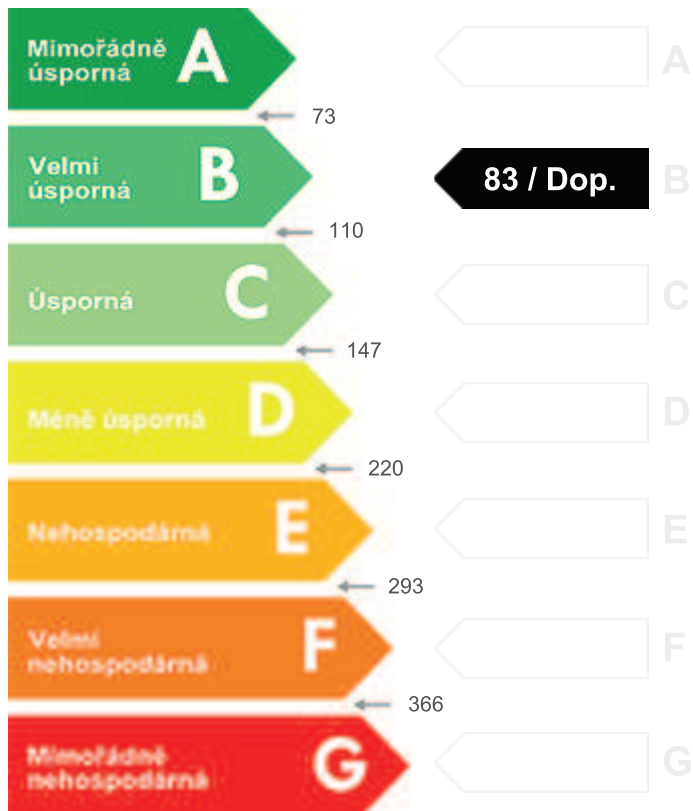 Mimořádně
úsporná
A
A
73
Velmi
úsporná
B
83 / Dop.
B
110
Úsporná
C
C
147
Méně úsporná
D
D
220
Nehospodárná
E
E
293
Velmi
nehospodárná
F
F
366
Mimořádně
nehospodárná
G
G